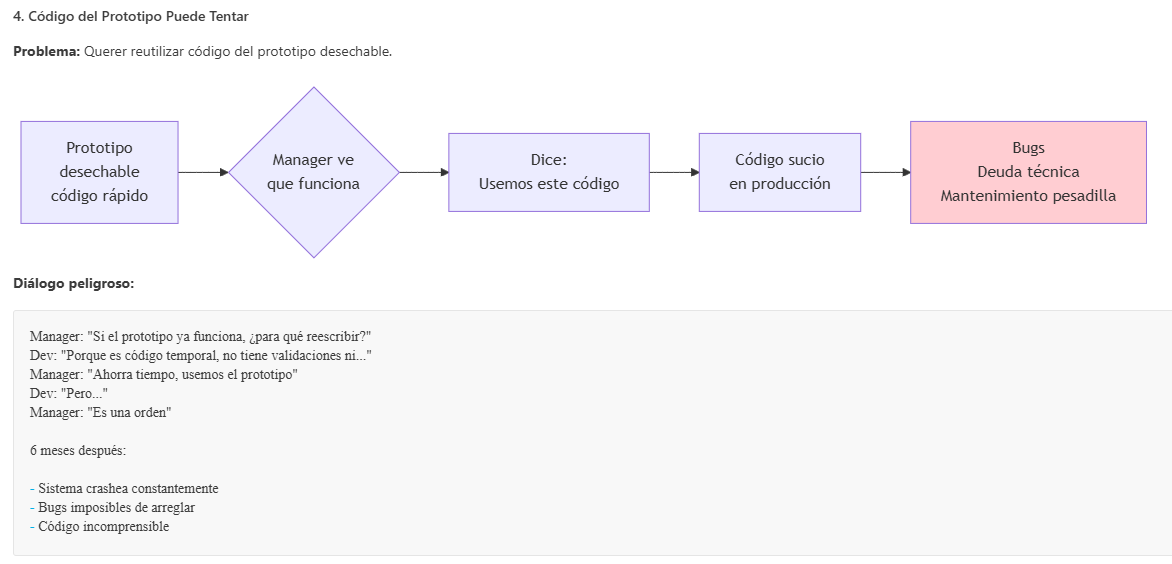 4. Código del Prototipo Puede Tentar
Problema: Querer reutilizar código del prototipo desechable.
Prototipo
desechable
código rápido
Manager ve
que funciona
Dice:
Usemos este código
Código sucio
en producción
Bugs
Deuda técnica
Mantenimiento pesadilla
Diálogo peligroso:
Manager: "Si el prototipo ya funciona, ¿para qué reescribir?"
Dev: "Porque es código temporal, no tiene validaciones ni..."
Manager: "Ahorra tiempo, usemos el prototipo"
Dev: "Pero..."
Manager: "Es una orden"
6 meses después:
- Sistema crashea constantemente
- Bugs imposibles de arreglar
- Código incomprensible